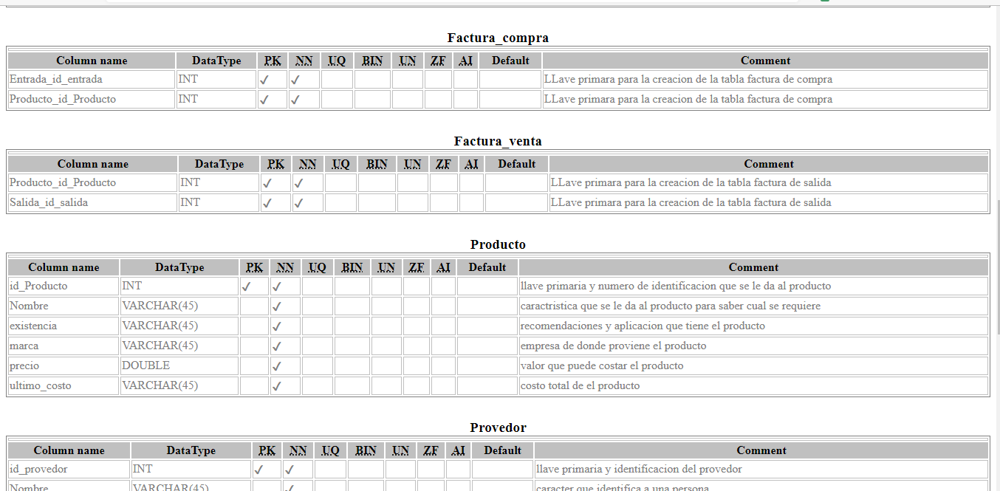 Factura_compra
Column name DataType PK NN UQ BIN UN ZF AI Default Comment
Entrada_id_entrada INT ✓ ✓ LLave primara para la creacion de la tabla factura de compra
Producto_id_Producto INT ✓ ✓ LLave primara para la creacion de la tabla factura de compra
Factura_venta
Column name DataType PK NN UQ BIN UN ZF AI Default Comment
Producto_id_Producto INT ✓ ✓ LLave primara para la creacion de la tabla factura de salida
Salida_id_salida INT ✓ ✓ LLave primara para la creacion de la tabla factura de salida
Producto
Column name DataType PK NN UQ BIN UN ZF AI Default Comment
id_Producto INT ✓ ✓ llave primaria y numero de identificacion que se le da al producto
Nombre VARCHAR(45) ✓ caractristica que se le da al producto para saber cual se requiere
existencia VARCHAR(45) ✓ recomendaciones y aplicacion que tiene el producto
marca VARCHAR(45) ✓ empresa de donde proviene el producto
precio DOUBLE ✓ valor que puede costar el producto
ultimo_costo VARCHAR(45) ✓ costo total de el producto
Provedor
Column name DataType PK NN UQ BIN UN ZF AI Default Comment
id_provedor INT ✓ ✓ llave primaria y identificacion del provedor
Nombre VARCHAR(45) ✓ caracter que identifica a una persona